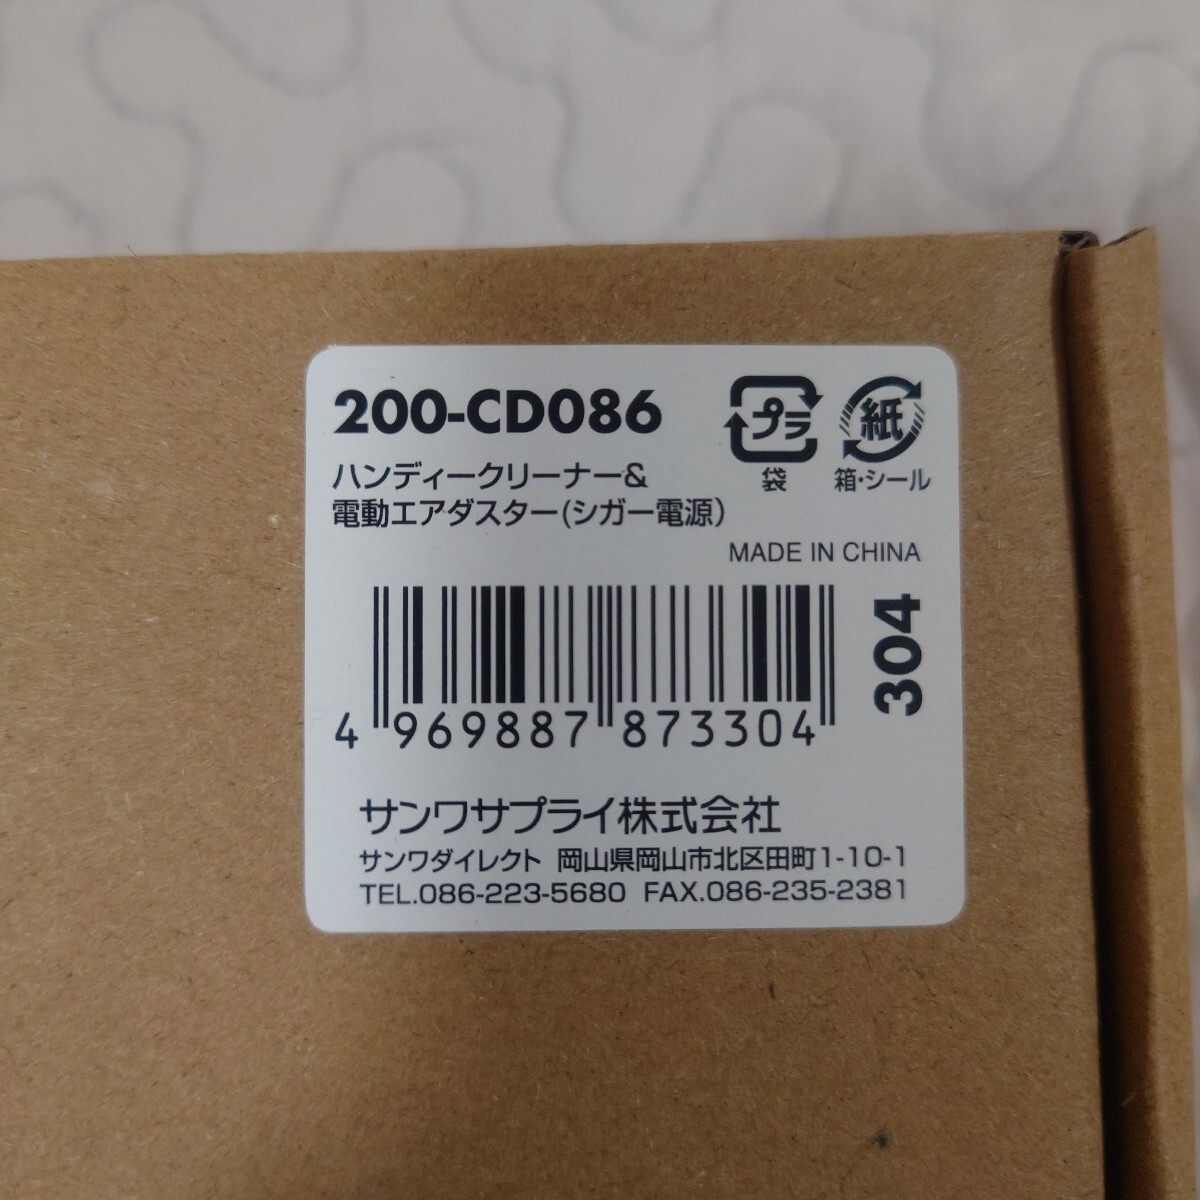 200-CD086
プラ 紙
袋 箱・シール
ハンディークリーナー&
電動エアダスター(シガー電源)
MADE IN CHINA
304
4 969887 873304
サンワサプライ株式会社
サンワダイレクト 岡山県岡山市北区田町1-10-1
TEL.086-223-5680 FAX.086-235-2381